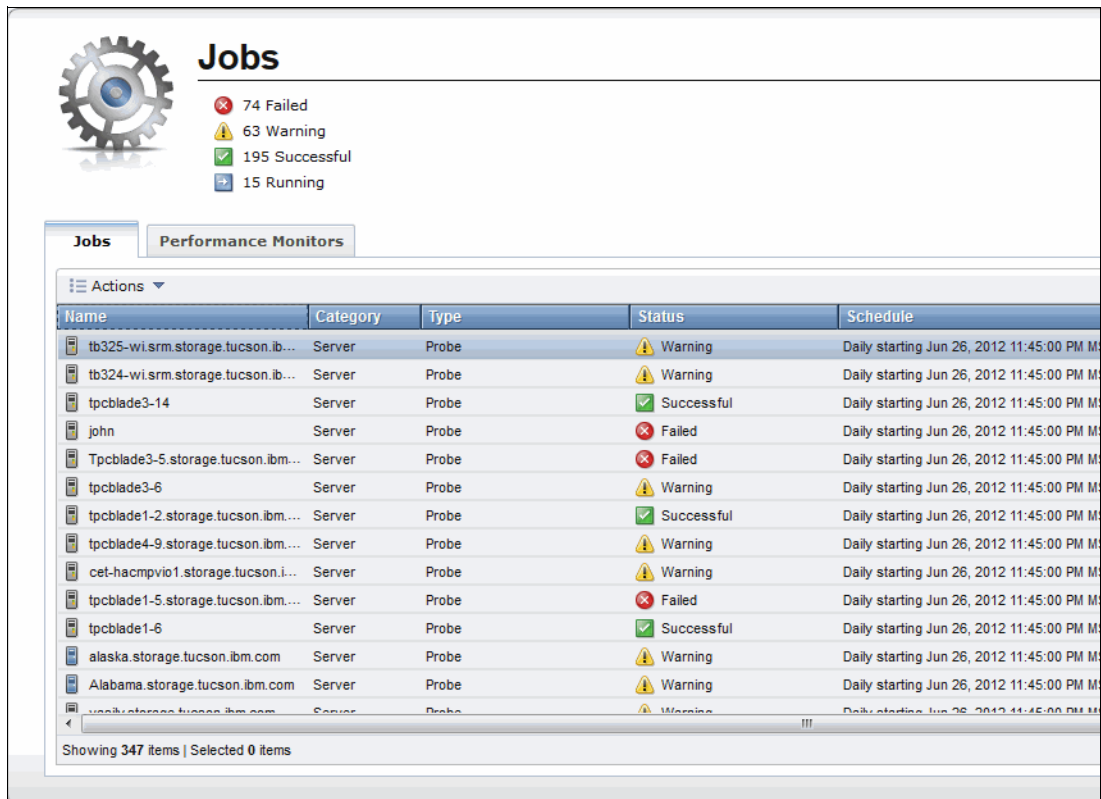 Jobs
74 Failed
63 Warning
195 Successful
15 Running
Jobs Performance Monitors
Actions
Name Category Type Status Schedule
tb325-wi.srm.storage.tucson.ib... Server Probe Warning Daily starting Jun 26, 2012 11:45:00 PM
tb324-wi.srm.storage.tucson.ib... Server Probe Warning Daily starting Jun 26, 2012 11:45:00 PM
tpcblade3-14 Server Probe Successful Daily starting Jun 26, 2012 11:45:00 PM
john Server Probe Failed Daily starting Jun 26, 2012 11:45:00 PM
Tpcblade3-5.storage.tucson.ibm... Server Probe Failed Daily starting Jun 26, 2012 11:45:00 PM
tpcblade3-6 Server Probe Warning Daily starting Jun 26, 2012 11:45:00 PM
tpcblade1-2.storage.tucson.ibm.... Server Probe Successful Daily starting Jun 26, 2012 11:45:00 PM
tpcblade4-9.storage.tucson.ibm.... Server Probe Warning Daily starting Jun 26, 2012 11:45:00 PM
cet-hacmpvio1.storage.tucson.i... Server Probe Warning Daily starting Jun 26, 2012 11:45:00 PM
tpcblade1-5.storage.tucson.ibm.... Server Probe Failed Daily starting Jun 26, 2012 11:45:00 PM
tpcblade1-6 Server Probe Successful Daily starting Jun 26, 2012 11:45:00 PM
alaska.storage.tucson.ibm.com Server Probe Warning Daily starting Jun 26, 2012 11:45:00 PM
Alabama.storage.tucson.ibm.com Server Probe Warning Daily starting Jun 26, 2012 11:45:00 PM
Server Probe Warning Daily starting Jun 26, 2012 11:45:00 PM
Showing 347 items | Selected 0 items